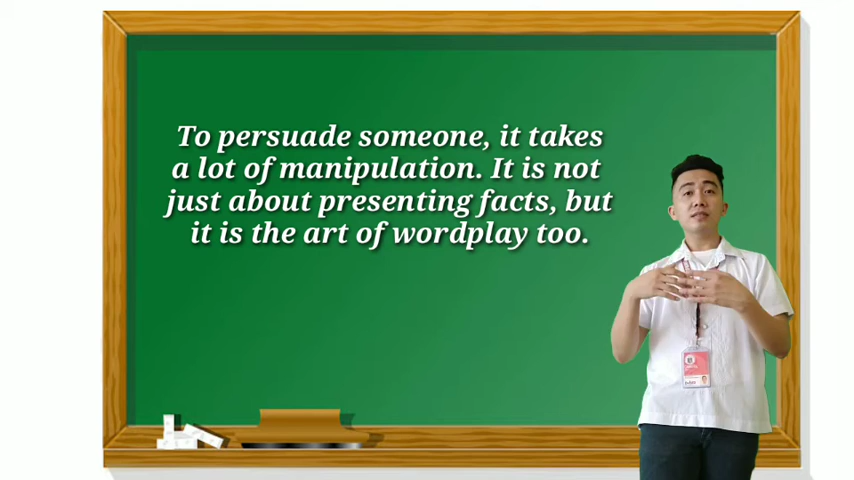 To persuade someone, it takes
a lot of manipulation. It is not
just about presenting facts, but
it is the art of wordplay too.